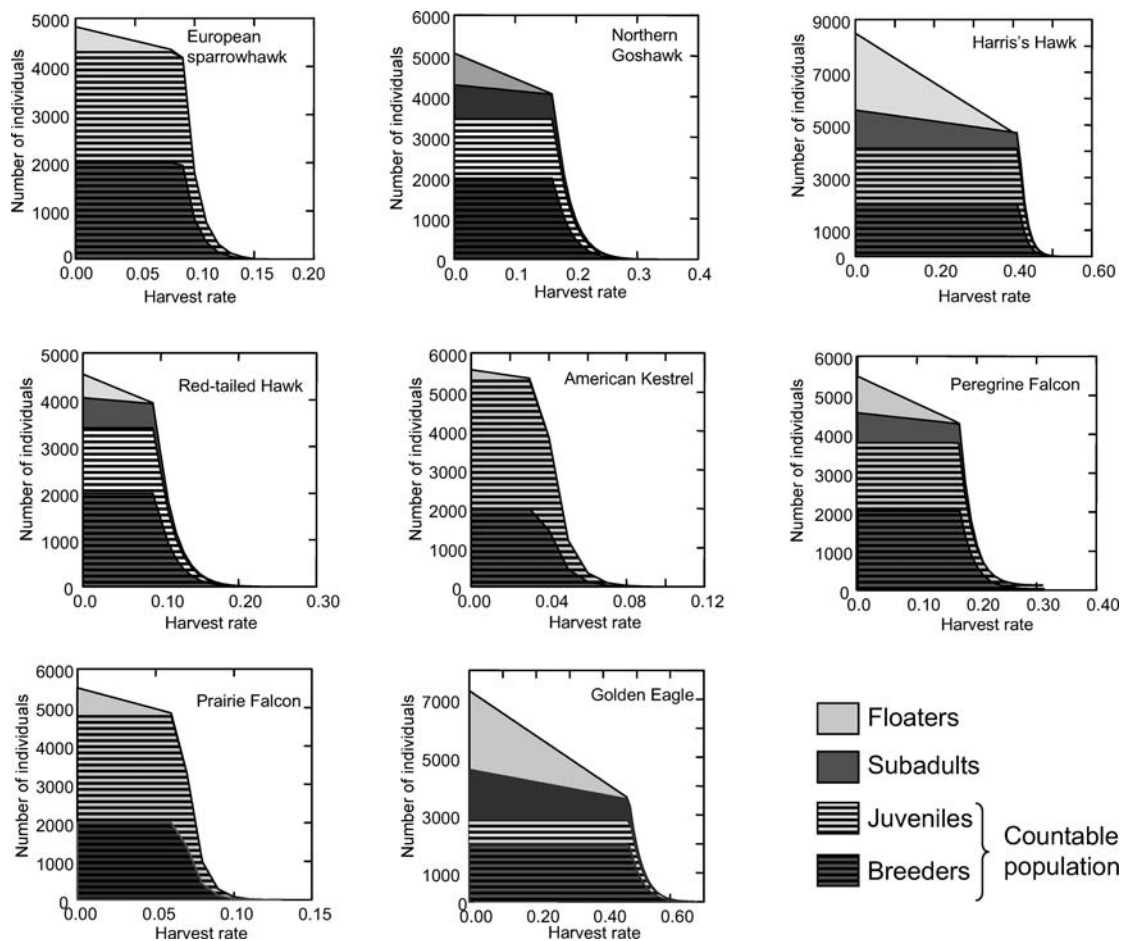 5000
4000
3000
2000
1000
0
Number of individuals
European
sparrowhawk
0.00 0.05 0.10 0.15 0.20
Harvest rate
6000
5000
4000
3000
2000
1000
0
Number of individuals
Northern
Goshawk
0.0 0.1 0.2 0.3 0.4
Harvest rate
9000
7000
5000
3000
2000
0
Number of individuals
Harris's Hawk
0.0 0.20 0.40 0.60
Harvest rate
5000
4000
3000
2000
1000
0
Number of individuals
Red-tailed Hawk
0.0 0.10 0.20 0.30
Harvest rate
6000
5000
4000
3000
2000
1000
0
Number of individuals
American Kestrel
0.00 0.04 0.08 0.12
Harvest rate
6000
5000
4000
3000
2000
1000
0
Number of individuals
Peregrine Falcon
0.0 0.10 0.20 0.30 0.40
Harvest rate
6000
5000
4000
3000
2000
1000
0
Number of individuals
Prairie Falcon
0.00 0.05 0.10 0.15
Harvest rate
7000
5000
3000
2000
1000
0
Number of individuals
Golden Eagle
0.00 0.20 0.40 0.60
Harvest rate
Floaters
Subadults
Juveniles
Breeders
Countable
population